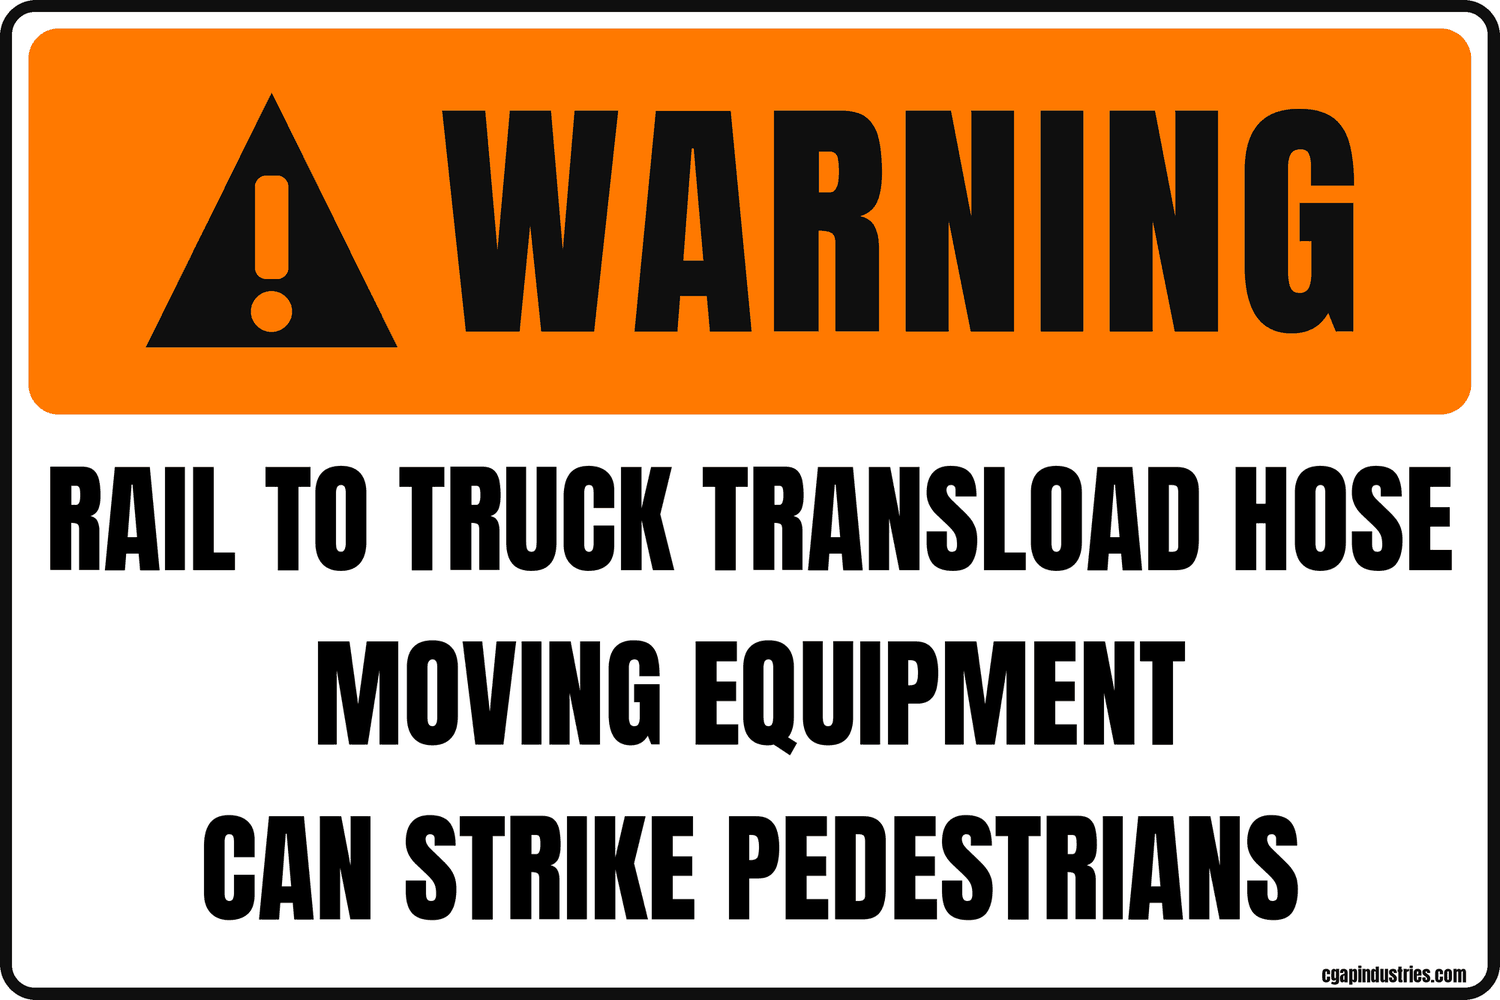 WARNING
RAIL TO TRUCK TRANSLOAD HOSE
MOVING EQUIPMENT
CAN STRIKE PEDESTRIANS
cgapindustries.com